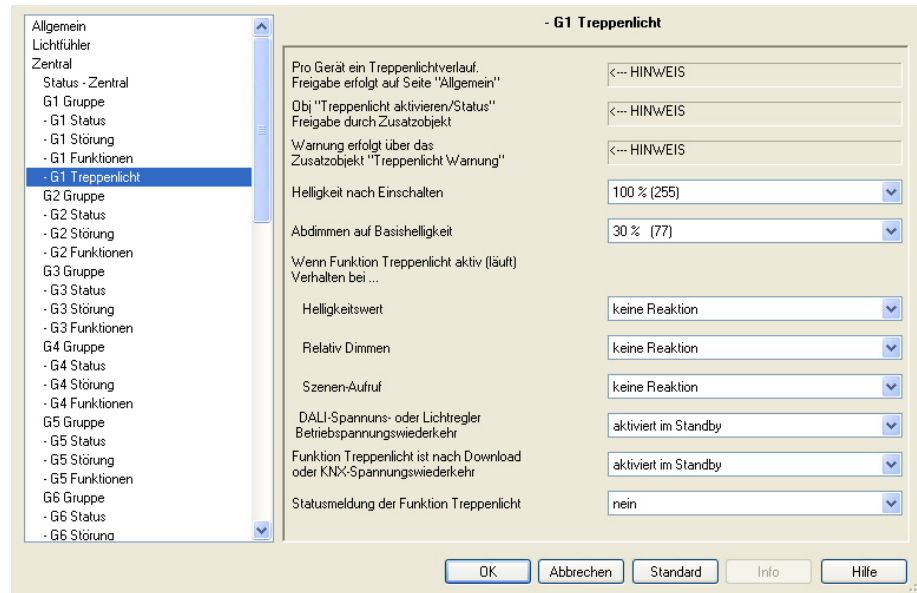 Allgemein
Lichtfühler
Zentral
Status - Zentral
G1 Gruppe
- G1 Status
- G1 Störung
- G1 Funktionen
- G1 Treppenlicht
G2 Gruppe
- G2 Status
- G2 Störung
- G2 Funktionen
G3 Gruppe
- G3 Status
- G3 Störung
- G3 Funktionen
G4 Gruppe
- G4 Status
- G4 Störung
- G4 Funktionen
G5 Gruppe
- G5 Status
- G5 Störung
- G5 Funktionen
G6 Gruppe
- G6 Status
- G6 Störung
- G1 Treppenlicht
Pro Gerät ein Treppenlichtverlauf.
Freigabe erfolgt auf Seite "Allgemein"
<--- HINWEIS
Obj "Treppenlicht aktivieren/Status"
Freigabe durch Zusatzobjekt
<--- HINWEIS
Warnung erfolgt über das
Zusatzobjekt "Treppenlicht Warnung"
<--- HINWEIS
Helligkeit nach Einschalten
100 % (255)
Abdimmen auf Basishelligkeit
30 % (77)
Wenn Funktion Treppenlicht aktiv (läuft)
Verhalten bei ...
Helligkeitswert
keine Reaktion
Relativ Dimmen
keine Reaktion
Szenen-Aufruf
keine Reaktion
DALI-Spannuns- oder Lichtregler
Betriebspannungswiederkehr
aktiviert im Standby
Funktion Treppenlicht ist nach Download
oder KNX-Spannungswiederkehr
aktiviert im Standby
Statusmeldung der Funktion Treppenlicht
nein
OK
Abbrechen
Standard
Info
Hilfe